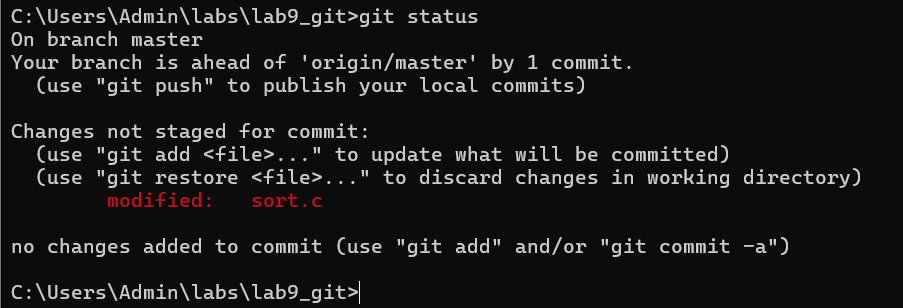 C:\Users\Admin\labs\lab9_git>git status
On branch master
Your branch is ahead of 'origin/master' by 1 commit.
  (use "git push" to publish your local commits)

Changes not staged for commit:
  (use "git add <file>..." to update what will be committed)
  (use "git restore <file>..." to discard changes in working directory)
        modified:   sort.c

no changes added to commit (use "git add" and/or "git commit -a")

C:\Users\Admin\labs\lab9_git>